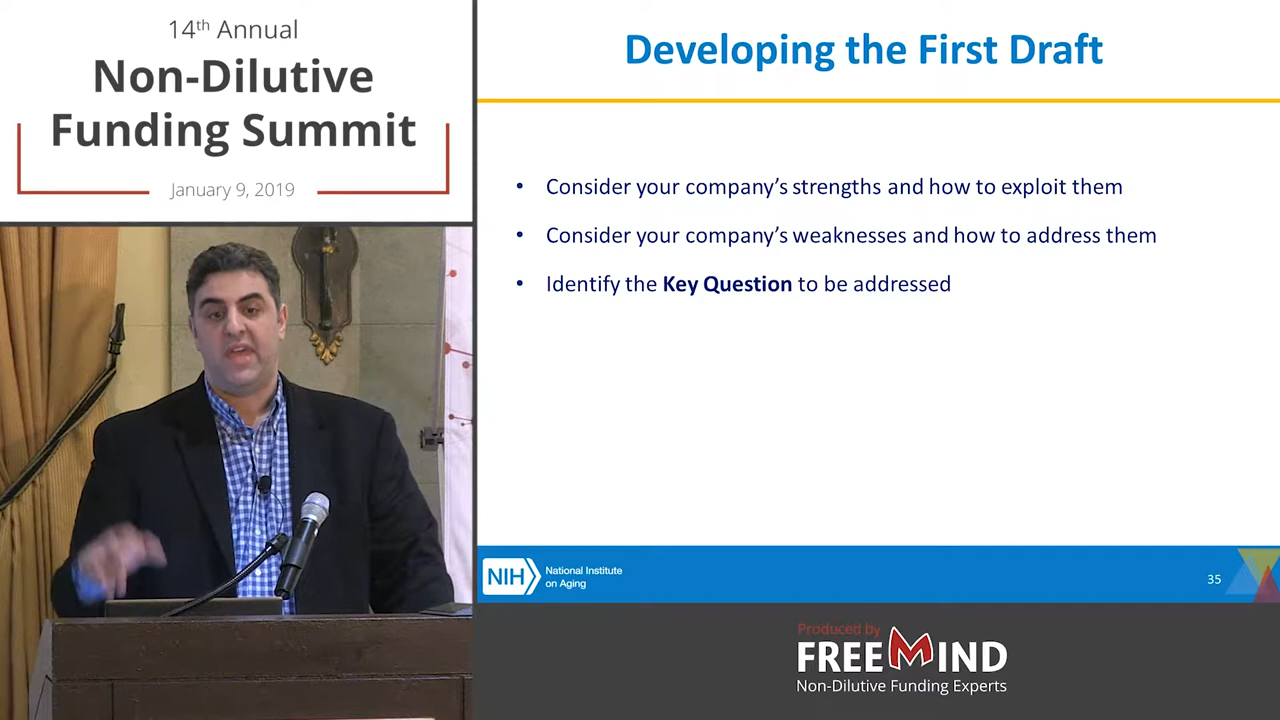 14th Annual
Non-Dilutive
Funding Summit
January 9, 2019
Developing the First Draft
• Consider your company's strengths and how to exploit them
• Consider your company's weaknesses and how to address them
• Identify the Key Question to be addressed
NIH
National Institute
on Aging
35
Produced by
FREEMIND
Non-Dilutive Funding Experts